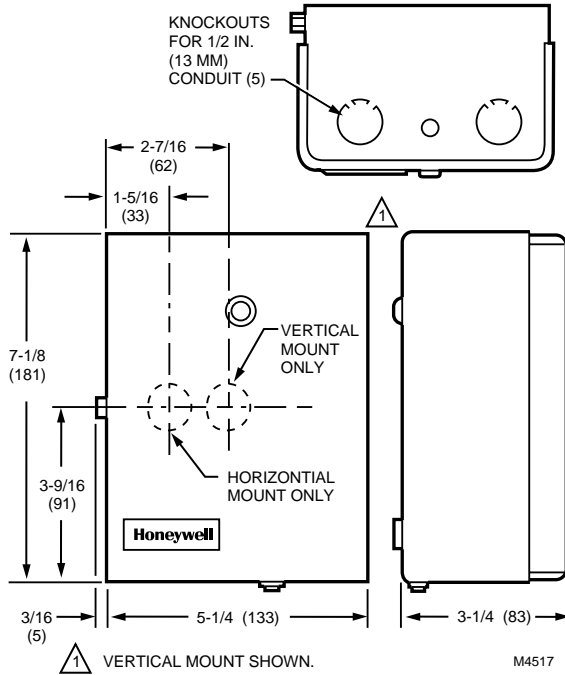 KNOCKOUTS
FOR 1/2 IN.
(13 MM)
CONDUIT (5)
2-7/16
(62)
1-5/16
(33)
1
7-1/8
(181)
VERTICAL
MOUNT
ONLY
3-9/16
(91)
HORIZONTIAL
MOUNT ONLY
Honeywell
3/16
(5)
5-1/4 (133)
3-1/4 (83)
1 VERTICAL MOUNT SHOWN.
M4517